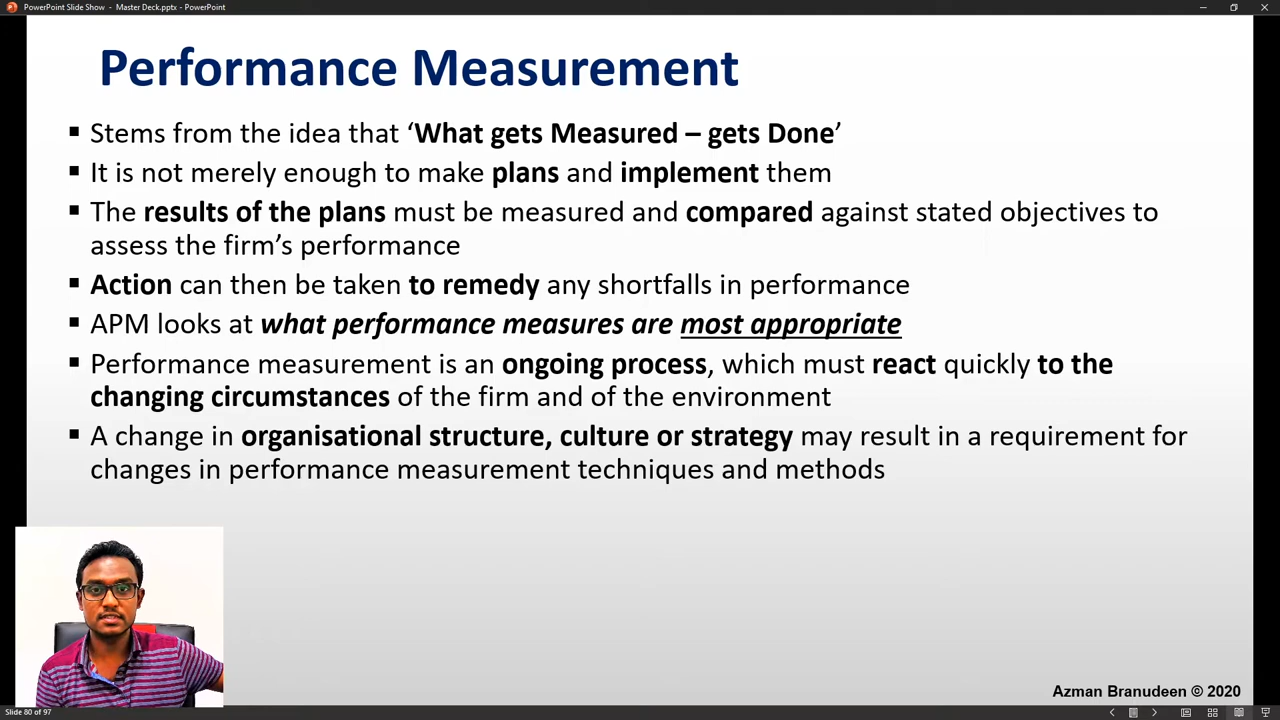 PowerPoint Slide Show - Master Deck.pptx - PowerPoint
Performance Measurement
▪ Stems from the idea that ‘What gets Measured – gets Done’
▪ It is not merely enough to make plans and implement them
▪ The results of the plans must be measured and compared against stated objectives to
assess the firm’s performance
▪ Action can then be taken to remedy any shortfalls in performance
▪ APM looks at what performance measures are most appropriate
▪ Performance measurement is an ongoing process, which must react quickly to the
changing circumstances of the firm and of the environment
▪ A change in organisational structure, culture or strategy may result in a requirement for
changes in performance measurement techniques and methods
Azman Branudeen © 2020
Slide 80 of 97